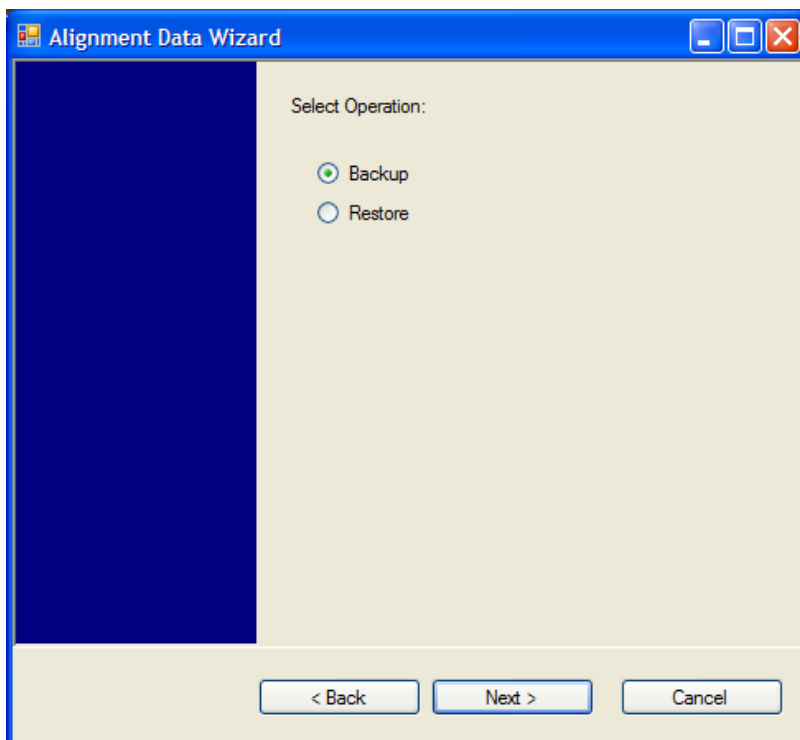 Alignment Data Wizard
Select Operation:
Backup
Restore
< Back Next > Cancel